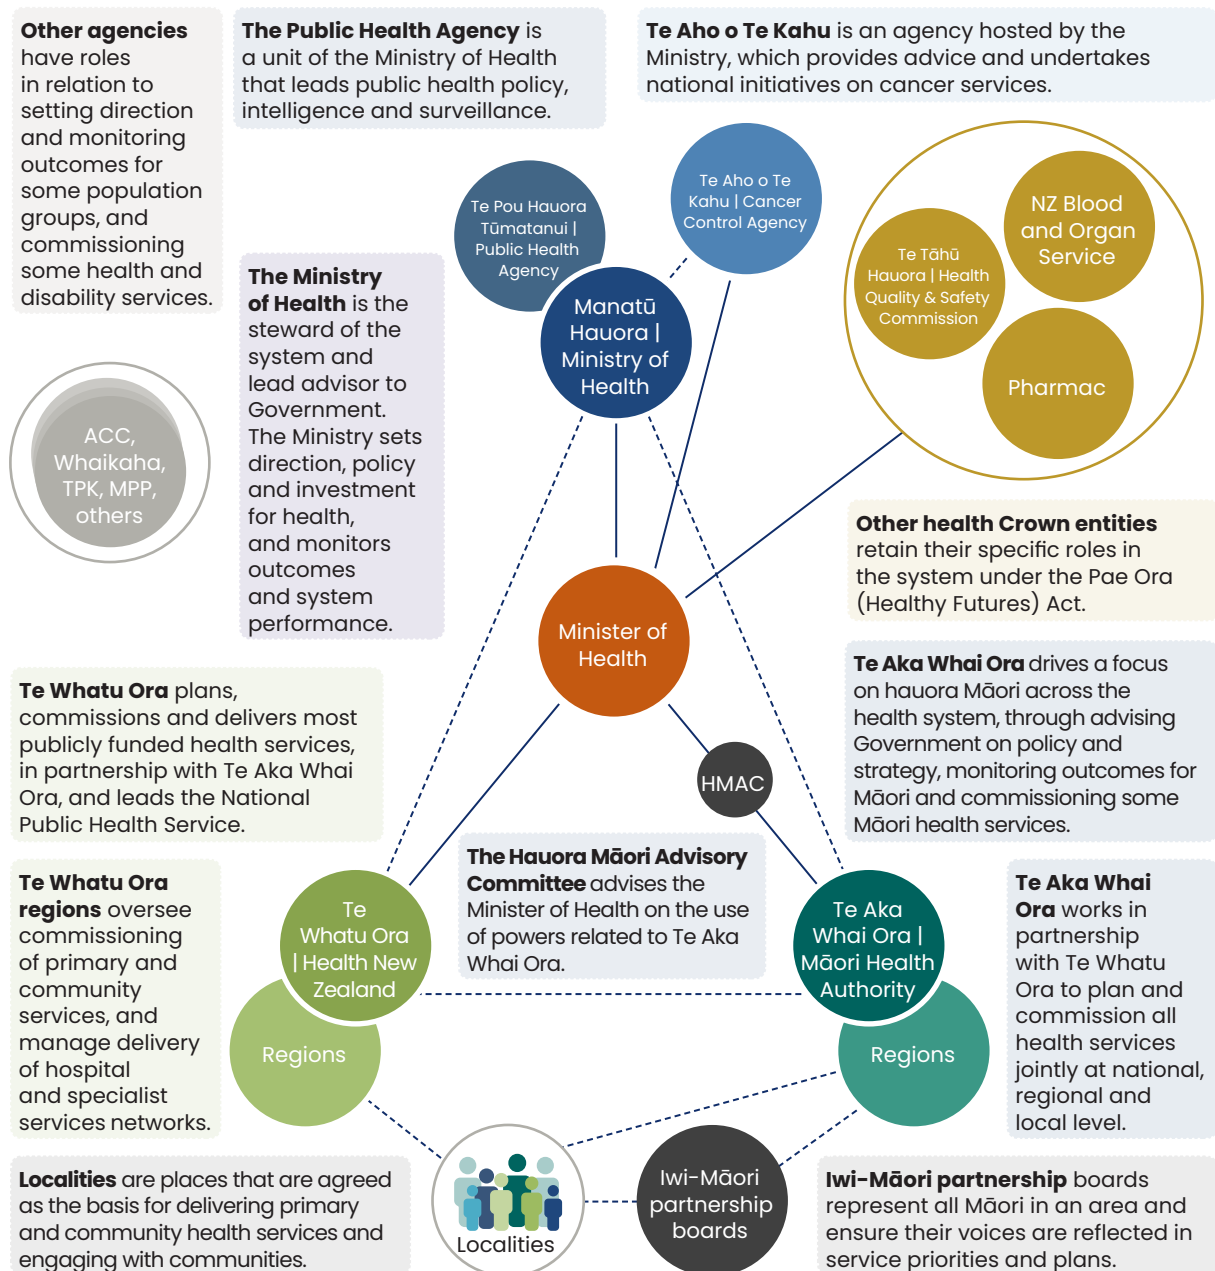 Other agencies
have roles
in relation to
setting direction
and monitoring
outcomes for
some population
groups, and
commissioning
some health and
disability services.
The Public Health Agency is
a unit of the Ministry of Health
that leads public health policy,
intelligence and surveillance.
Te Aho o Te Kahu is an agency hosted by the
Ministry, which provides advice and undertakes
national initiatives on cancer services.
Te Pou Hauora
Tūmatanui |
Public Health
Agency
Te Aho o Te
Kahu | Cancer
Control Agency
NZ Blood
and Organ
Service
Te Tāhū
Hauora | Health
Quality & Safety
Commission
Pharmac
The Ministry
of Health is the
steward of the
system and
lead advisor to
Government.
The Ministry sets
direction, policy
and investment
for health,
and monitors
outcomes
and system
performance.
Manatū
Hauora |
Ministry of
Health
ACC,
Whaikaha,
TPK, MPP,
others
Other health Crown entities
retain their specific roles in
the system under the Pae Ora
(Healthy Futures) Act.
Minister of
Health
Te Whatu Ora plans,
commissions and delivers most
publicly funded health services,
in partnership with Te Aka Whai
Ora, and leads the National
Public Health Service.
HMAC
Te Aka Whai Ora drives a focus
on hauora Māori across the
health system, through advising
Government on policy and
strategy, monitoring outcomes for
Māori and commissioning some
Māori health services.
Te Whatu Ora
regions oversee
commissioning
of primary and
community
services, and
manage delivery
of hospital
and specialist
services networks.
Te
Whatu Ora
| Health New
Zealand
Regions
The Hauora Māori Advisory
Committee advises the
Minister of Health on the use
of powers related to Te Aka
Whai Ora.
Te Aka
Whai Ora |
Māori Health
Authority
Regions
Te Aka Whai
Ora works in
partnership
with Te Whatu
Ora to plan and
commission all
health services
jointly at national,
regional and
local level.
Localities are places that are agreed
as the basis for delivering primary
and community health services and
engaging with communities.
Localities
Iwi-Māori
partnership
boards
Iwi-Māori partnership boards
represent all Māori in an area and
ensure their voices are reflected in
service priorities and plans.